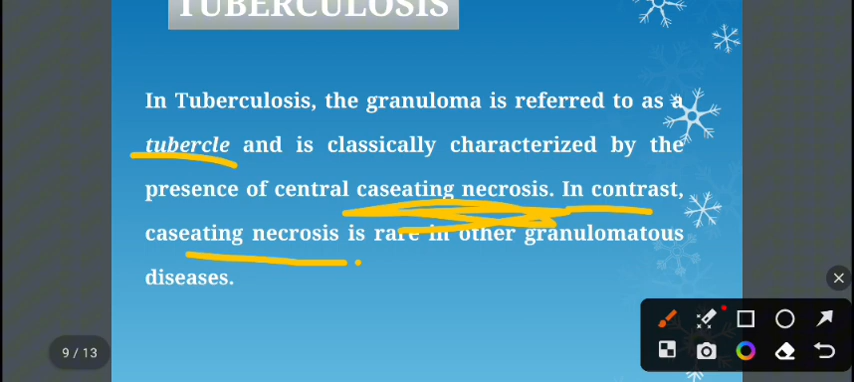 TUBERCULOSIS
In Tuberculosis, the granuloma is referred to as a
tubercle and is classically characterized by the
presence of central caseating necrosis. In contrast,
caseating necrosis is rare in other granulomatous
diseases.
9 / 13